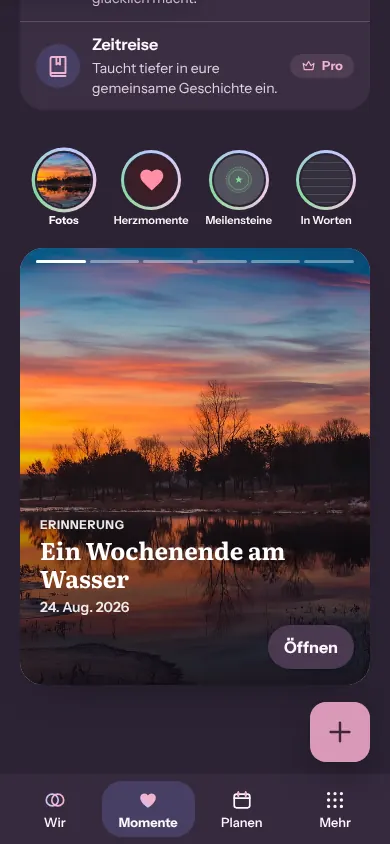 Zeitreise
Taucht tiefer in eure
gemeinsame Geschichte ein.
Pro
Fotos
Herzmomente
Meilensteine
In Worten
ERINNERUNG
Ein Wochenende am
Wasser
24. Aug. 2026
Öffnen
Wir
Momente
Planen
Mehr